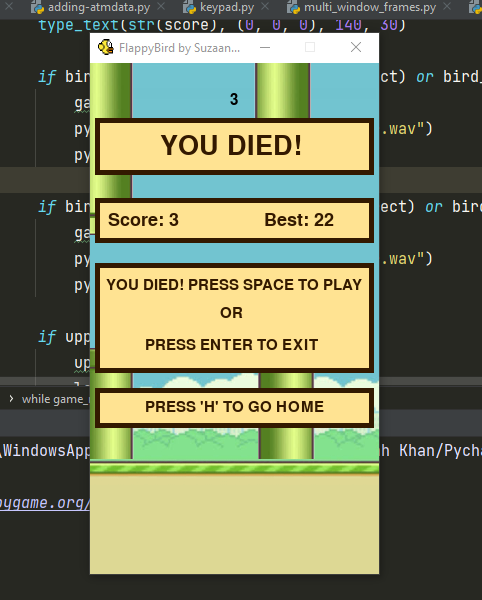 adding-atmdata.py keypad.py multi_window_frames.py
type_text(str(score), (0, 0, 0), 140, 30)
FlappyBird by Suzaan...
3
if bir ect) or bird_
ga
py .wav")
py
YOU DIED!
if bir ect) or bird
ga
py .wav")
py
Score: 3 Best: 22
YOU DIED! PRESS SPACE TO PLAY
OR
PRESS ENTER TO EXIT
if upp
up
PRESS 'H' TO GO HOME
while game_
\WindowsApp h Khan/Pycha
pygame.org/